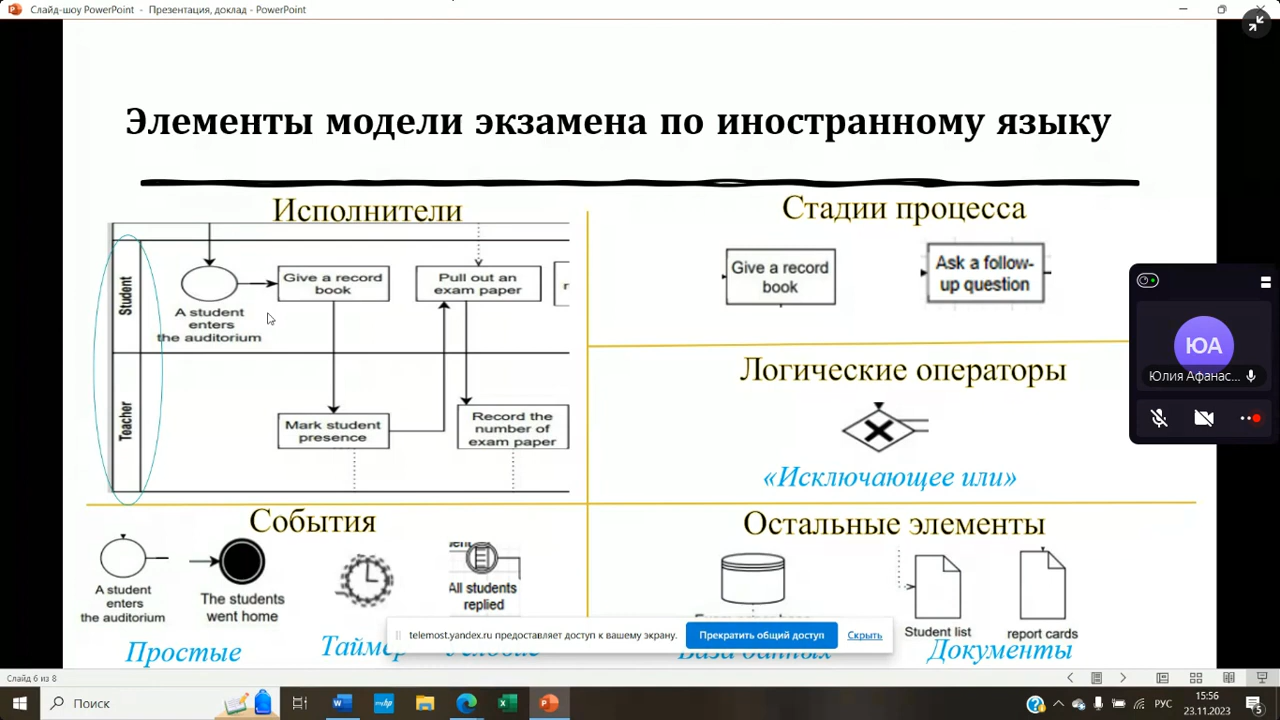 Слайд-шоу PowerPoint - Презентация, доклад - PowerPoint
Элементы модели экзамена по иностранному языку
Исполнители
Student
Teacher
A student
enters
the auditorium
Give a record
book
Pull out an
exam paper
Mark student
presence
Record the
number of
exam paper
Стадии процесса
Give a record
book
Ask a follow-
up question
Логические операторы
«Исключающее или»
События
A student
enters
the auditorium
The students
went home
All students
replied
Простые
Остальные элементы
Student list
report cards
Документы
ЮА
Юлия Афанас...
telemost.yandex.ru предоставляет доступ к вашему экрану.
Прекратить общий доступ
Скрыть
Слайд 6 из 8
Поиск
РУС
15:56
23.11.2023
5